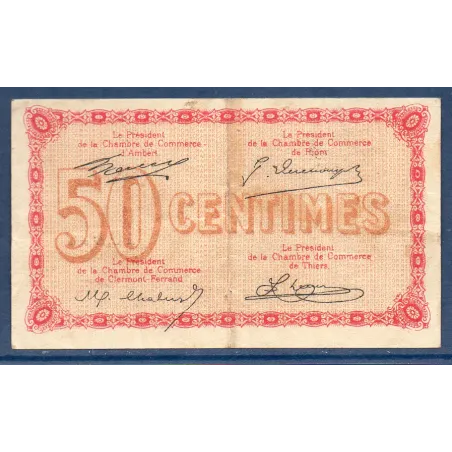 Le Président
de la Chambre de Commerce
d'Ambert
Le Président
de la Chambre de Commerce
de Riom
50 CENTIMES
Le Président
de la Chambre de Commerce
de Clermont-Ferrand
Le Président
de la Chambre de Commerce
de Thiers